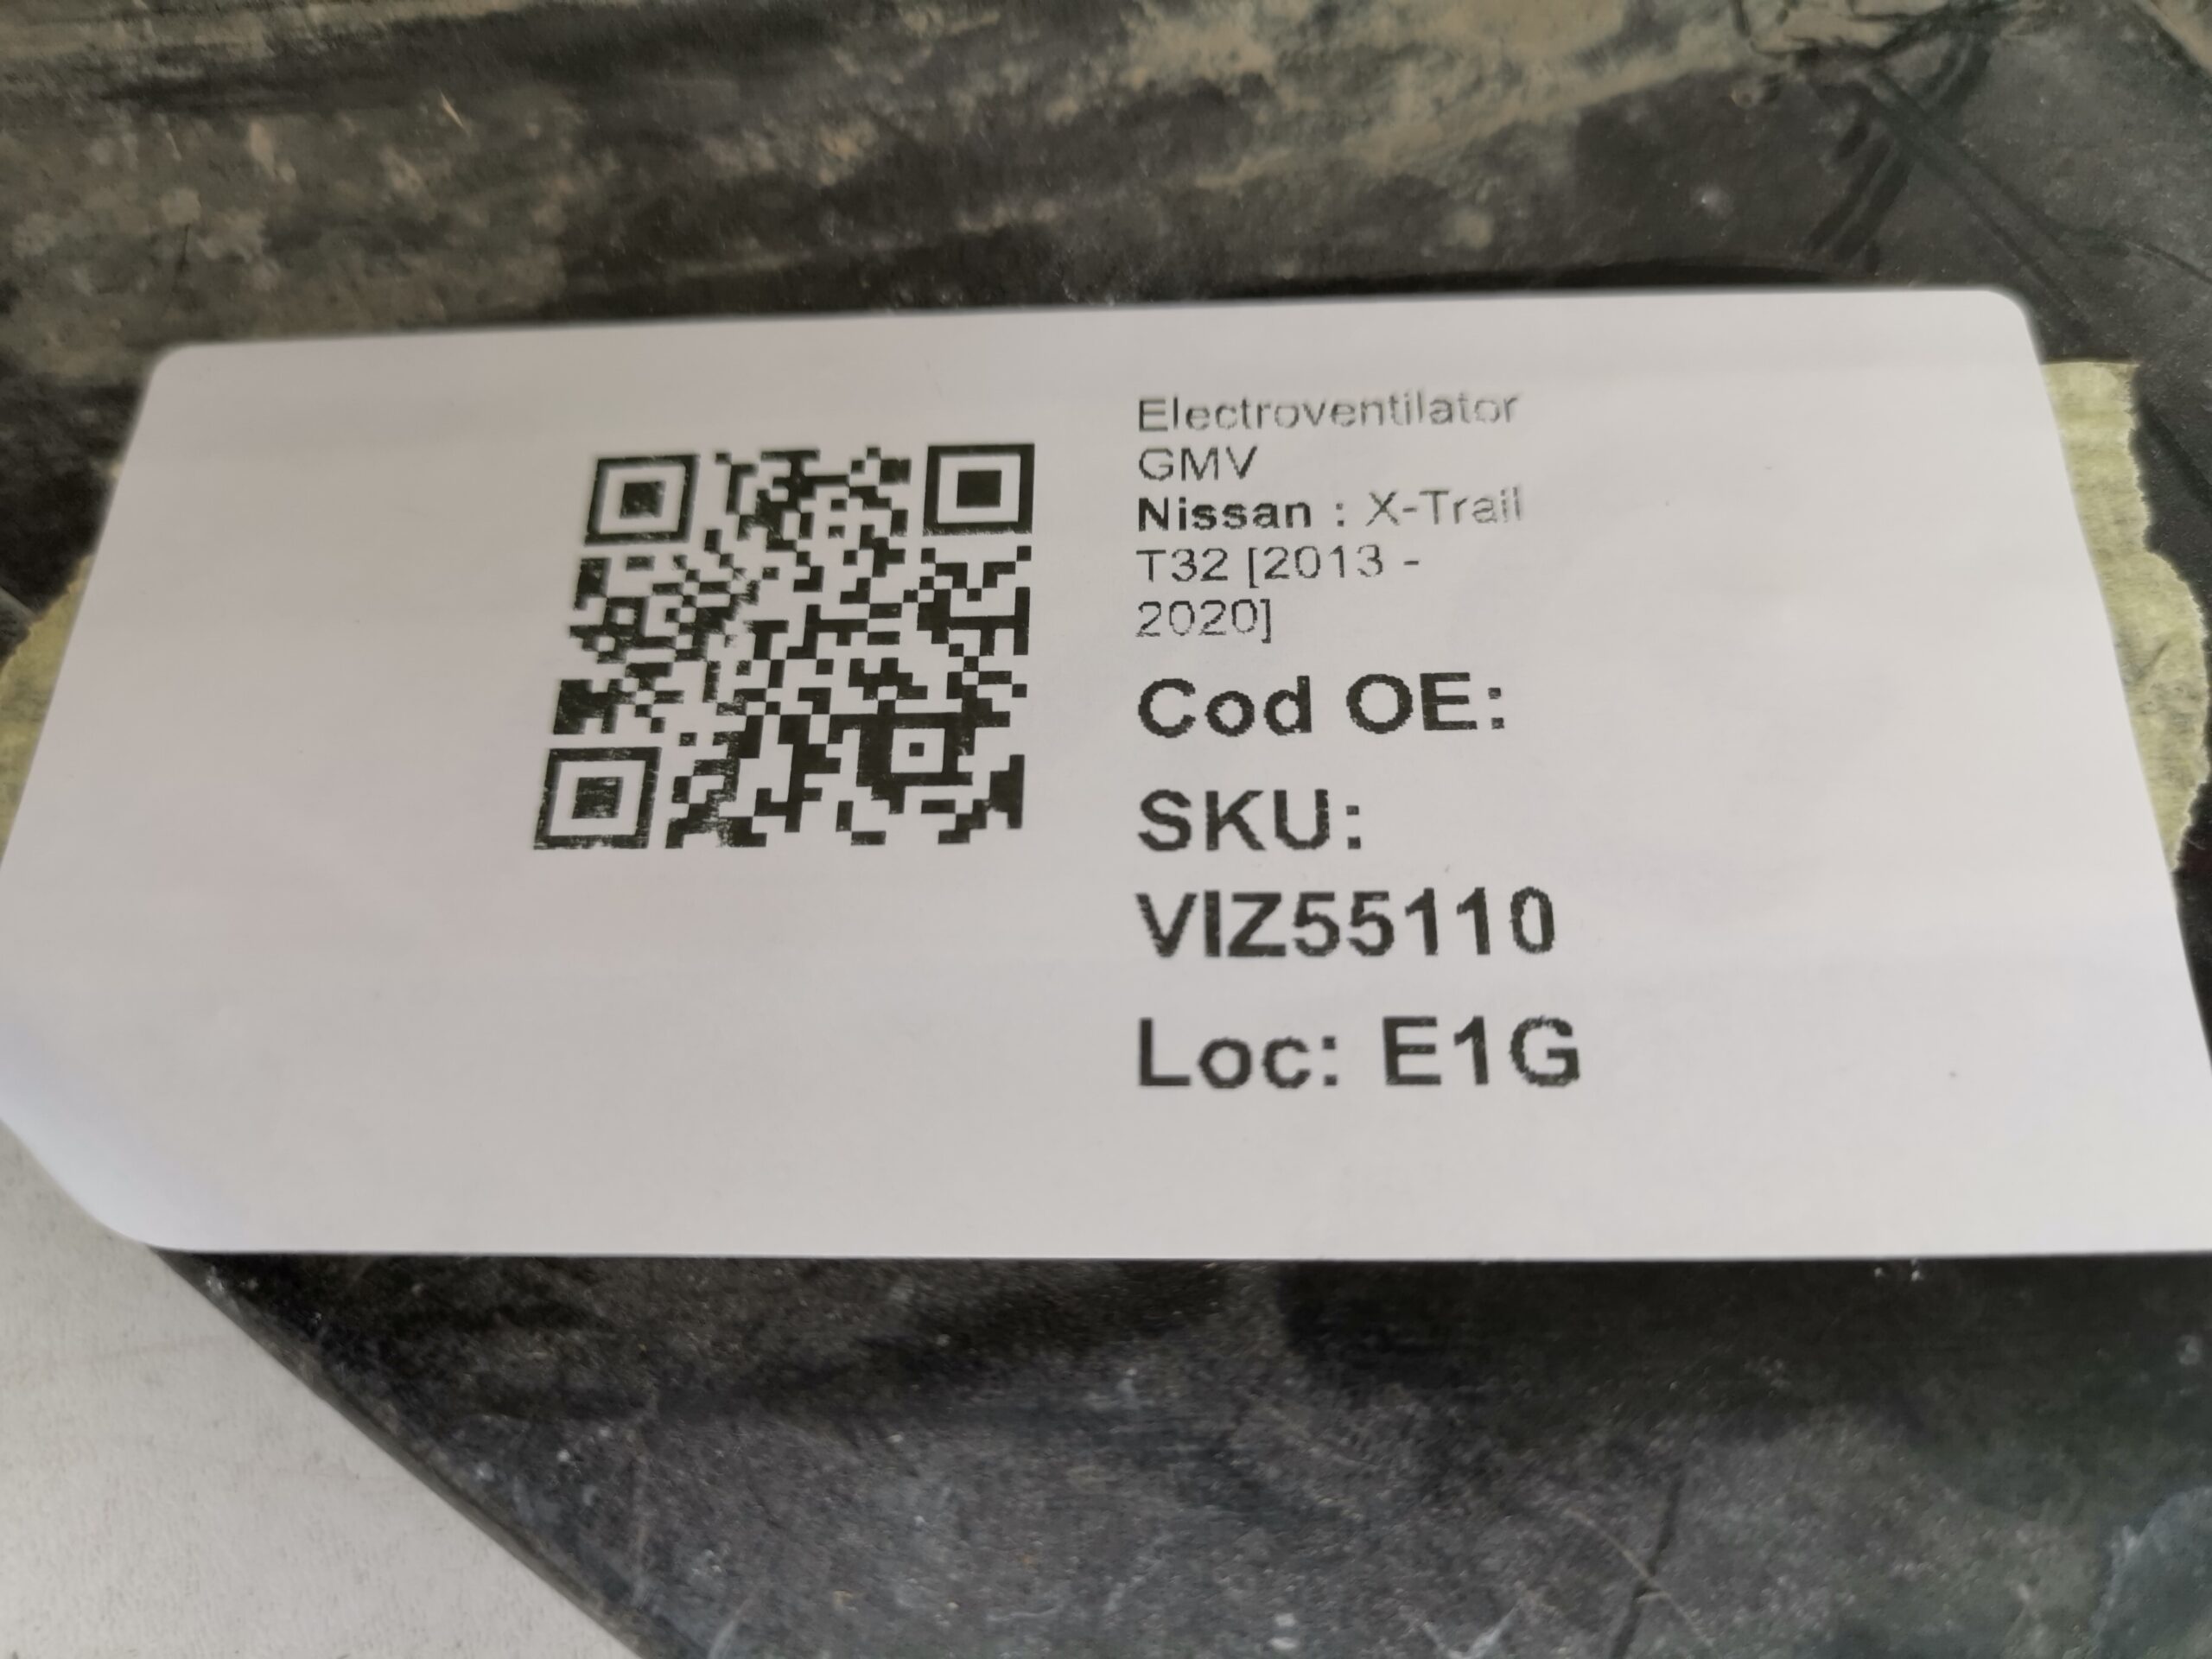 Electroventilator
GMV
Nissan : X-Trail
T32 [2013 -
2020]
Cod OE:
SKU:
VIZ55110
Loc: E1G